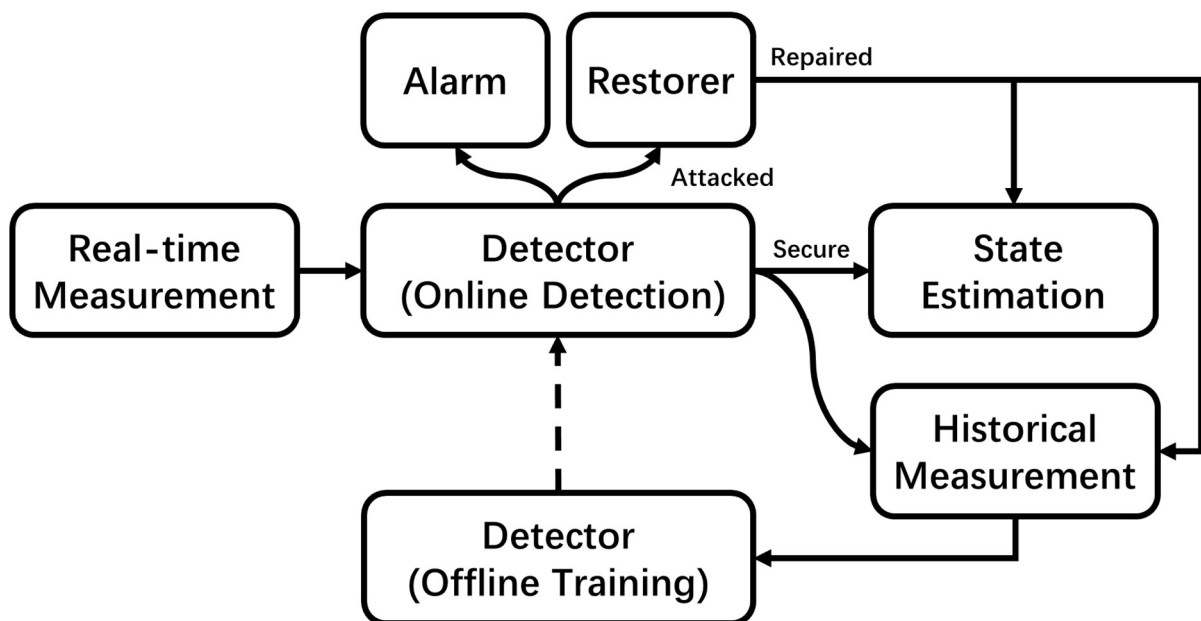 Alarm
Restorer
Repaired
Attacked
Real-time
Measurement
Detector
(Online Detection)
Secure
State
Estimation
Historical
Measurement
Detector
(Offline Training)